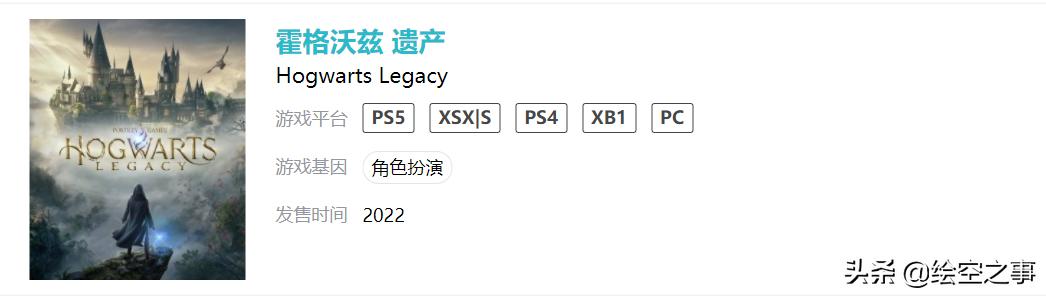 霍格沃兹 遗产
Hogwarts Legacy
游戏平台 PS5 XSX|S PS4 XB1 PC
游戏基因 角色扮演
发售时间 2022
PORTKEY GAMES
HOGWARTS
LEGACY
头条 @绘空之事